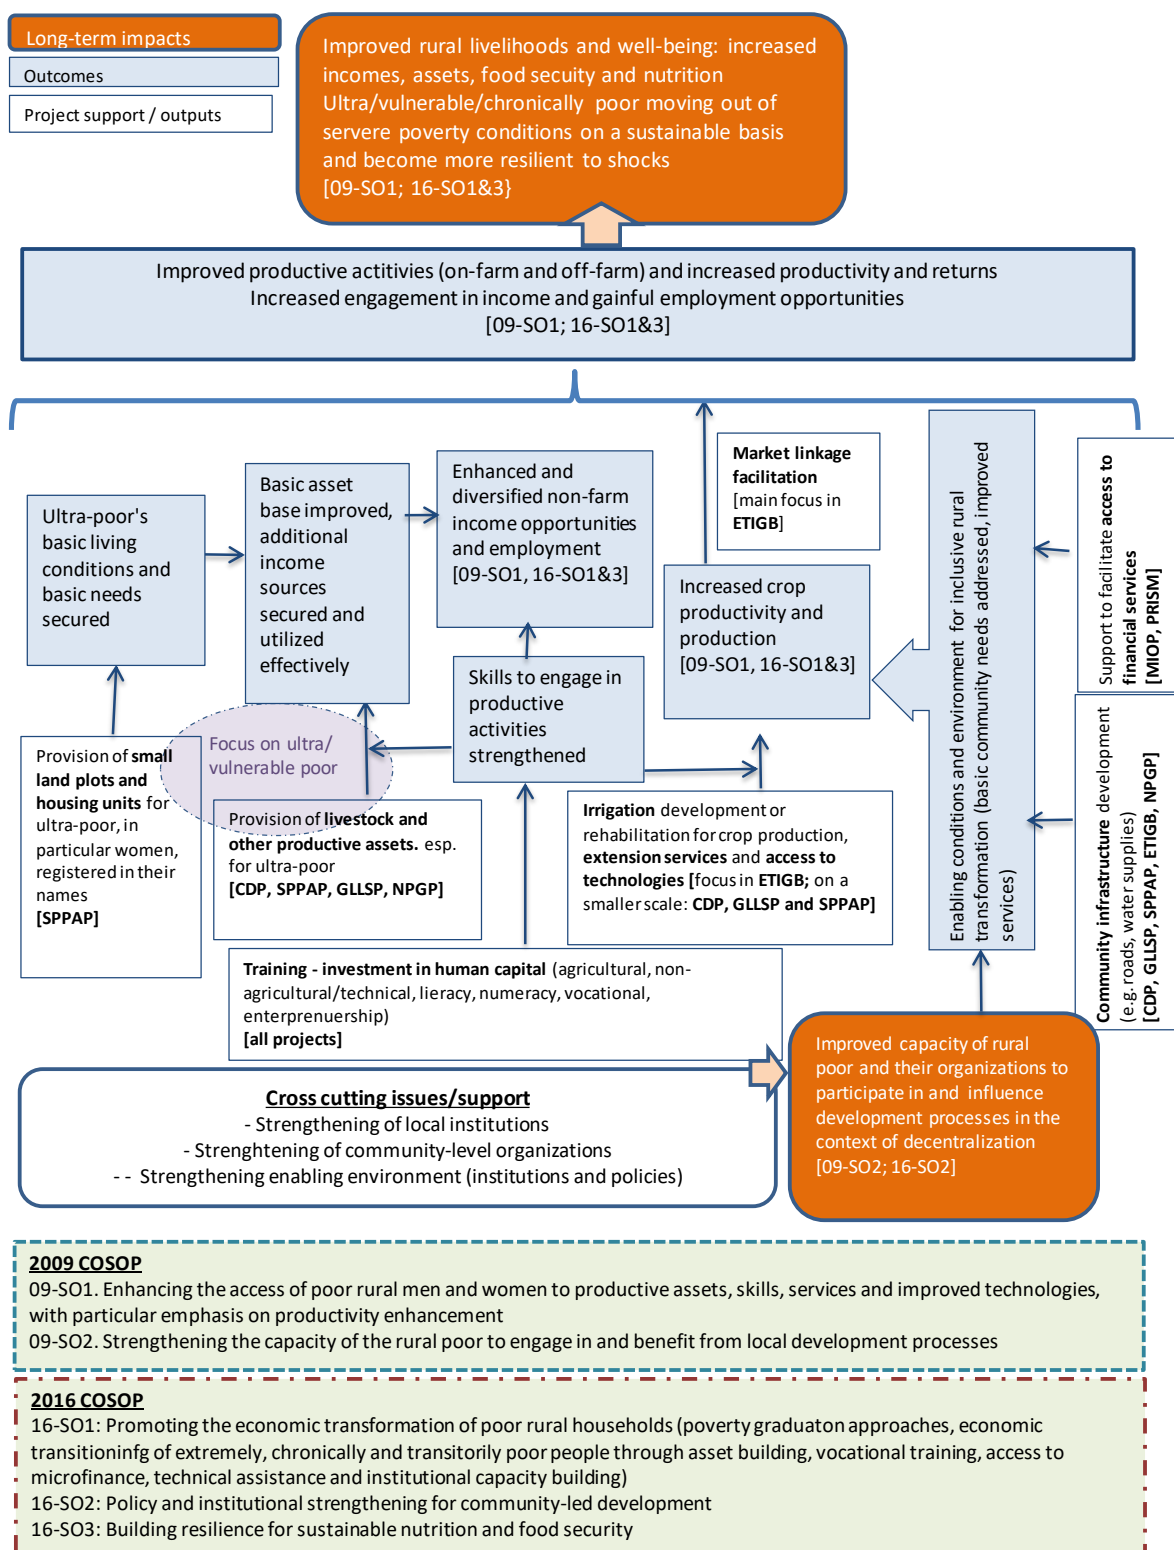 Long-term impacts
Outcomes
Project support / outputs
Improved rural livelihoods and well-being: increased
incomes, assets, food secuity and nutrition
Ultra/vulnerable/chronically poor moving out of
servere poverty conditions on a sustainable basis
and become more resilient to shocks
[09-SO1; 16-SO1&3}
Improved productive actitivies (on-farm and off-farm) and increased productivity and returns
Increased engagement in income and gainful employment opportunities
[09-SO1; 16-SO1&3]
Ultra-poor's
basic living
conditions and
basic needs
secured
Basic asset
base improved,
additional
income
sources
secured and
utilized
effectively
Enhanced and
diversified non-farm
income opportunities
and employment
[09-SO1, 16-SO1&3]
Market linkage
facilitation
[main focus in
ETIGB]
Increased crop
productivity and
production
[09-SO1, 16-SO1&3]
Enabling conditions and environment for inclusive rural
transformation (basic community needs addressed, improved
services)
Support to facilitate access to
financial services
[MIOP, PRISM]
Skills to engage in
productive
activities
strengthened
Focus on ultra/
vulnerable poor
Provision of small
land plots and
housing units for
ultra-poor, in
particular women,
registered in their
names
[SPPAP]
Provision of livestock and
other productive assets. esp.
for ultra-poor
[CDP, SPPAP, GLLSP, NPGP]
Irrigation development or
rehabilitation for crop production,
extension services and access to
technologies [focus in ETIGB; on a
smaller scale: CDP, GLLSP and SPPAP]
Community infrastructure development
(e.g. roads, water supplies)
[CDP, GLLSP, SPPAP, ETIGB, NPGP]
Training - investment in human capital (agricultural, non-
agricultural/technical, lieracy, numeracy, vocational,
enterprenuership)
[all projects]
Improved capacity of rural
poor and their organizations to
participate in and influence
development processes in the
context of decentralization
[09-SO2; 16-SO2]
Cross cutting issues/support
- Strengthening of local institutions
- Strenghtening of community-level organizations
- - Strengthening enabling environment (institutions and policies)
2009 COSOP
09-SO1. Enhancing the access of poor rural men and women to productive assets, skills, services and improved technologies,
with particular emphasis on productivity enhancement
09-SO2. Strengthening the capacity of the rural poor to engage in and benefit from local development processes
2016 COSOP
16-SO1: Promoting the economic transformation of poor rural households (poverty graduaton approaches, economic
transitioninfg of extremely, chronically and transitorily poor people through asset building, vocational training, access to
microfinance, technical assistance and institutional capacity building)
16-SO2: Policy and institutional strengthening for community-led development
16-SO3: Building resilience for sustainable nutrition and food security